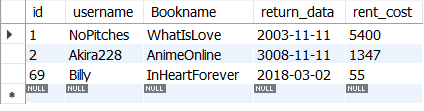 id username Bookname return_data rent_cost
1 NoPitches WhatIsLove 2003-11-11 5400
2 Akira228 AnimeOnline 3008-11-11 1347
69 Billy InHeartForever 2018-03-02 55
NULL NULL NULL NULL NULL